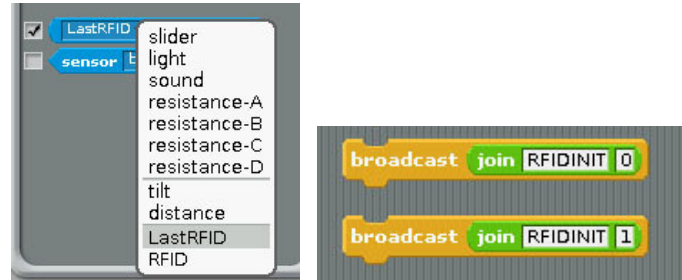 LastRFID
sensor
slider
light
sound
resistance-A
resistance-B
resistance-C
resistance-D
tilt
distance
LastRFID
RFID
broadcast join RFIDINIT 0
broadcast join RFIDINIT 1